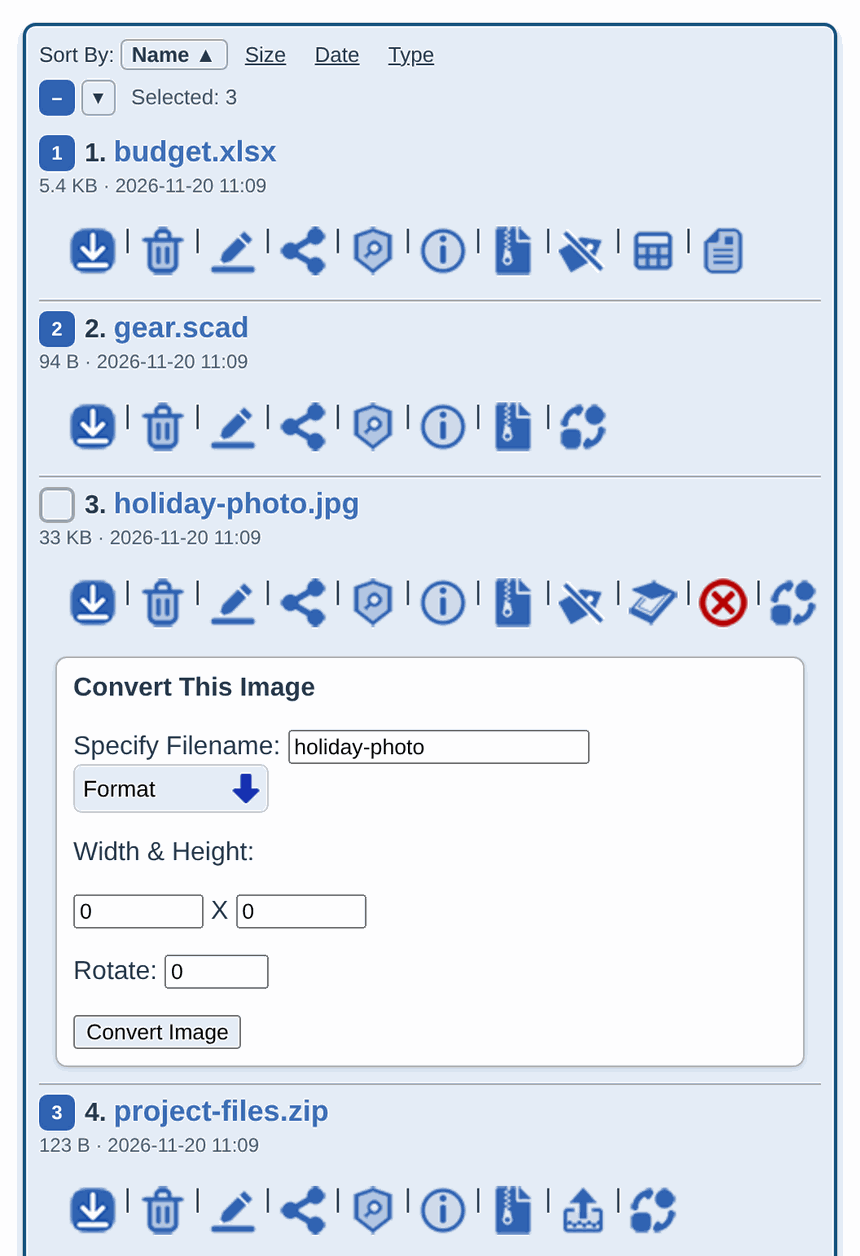 Sort By: Name ▲ Size Date Type
– ▼ Selected: 3
1 1. budget.xlsx
5.4 KB · 2026-11-20 11:09
2 2. gear.scad
94 B · 2026-11-20 11:09
3. holiday-photo.jpg
33 KB · 2026-11-20 11:09
Convert This Image
Specify Filename: holiday-photo
Format
Width & Height:
0 X 0
Rotate: 0
Convert Image
3 4. project-files.zip
123 B · 2026-11-20 11:09